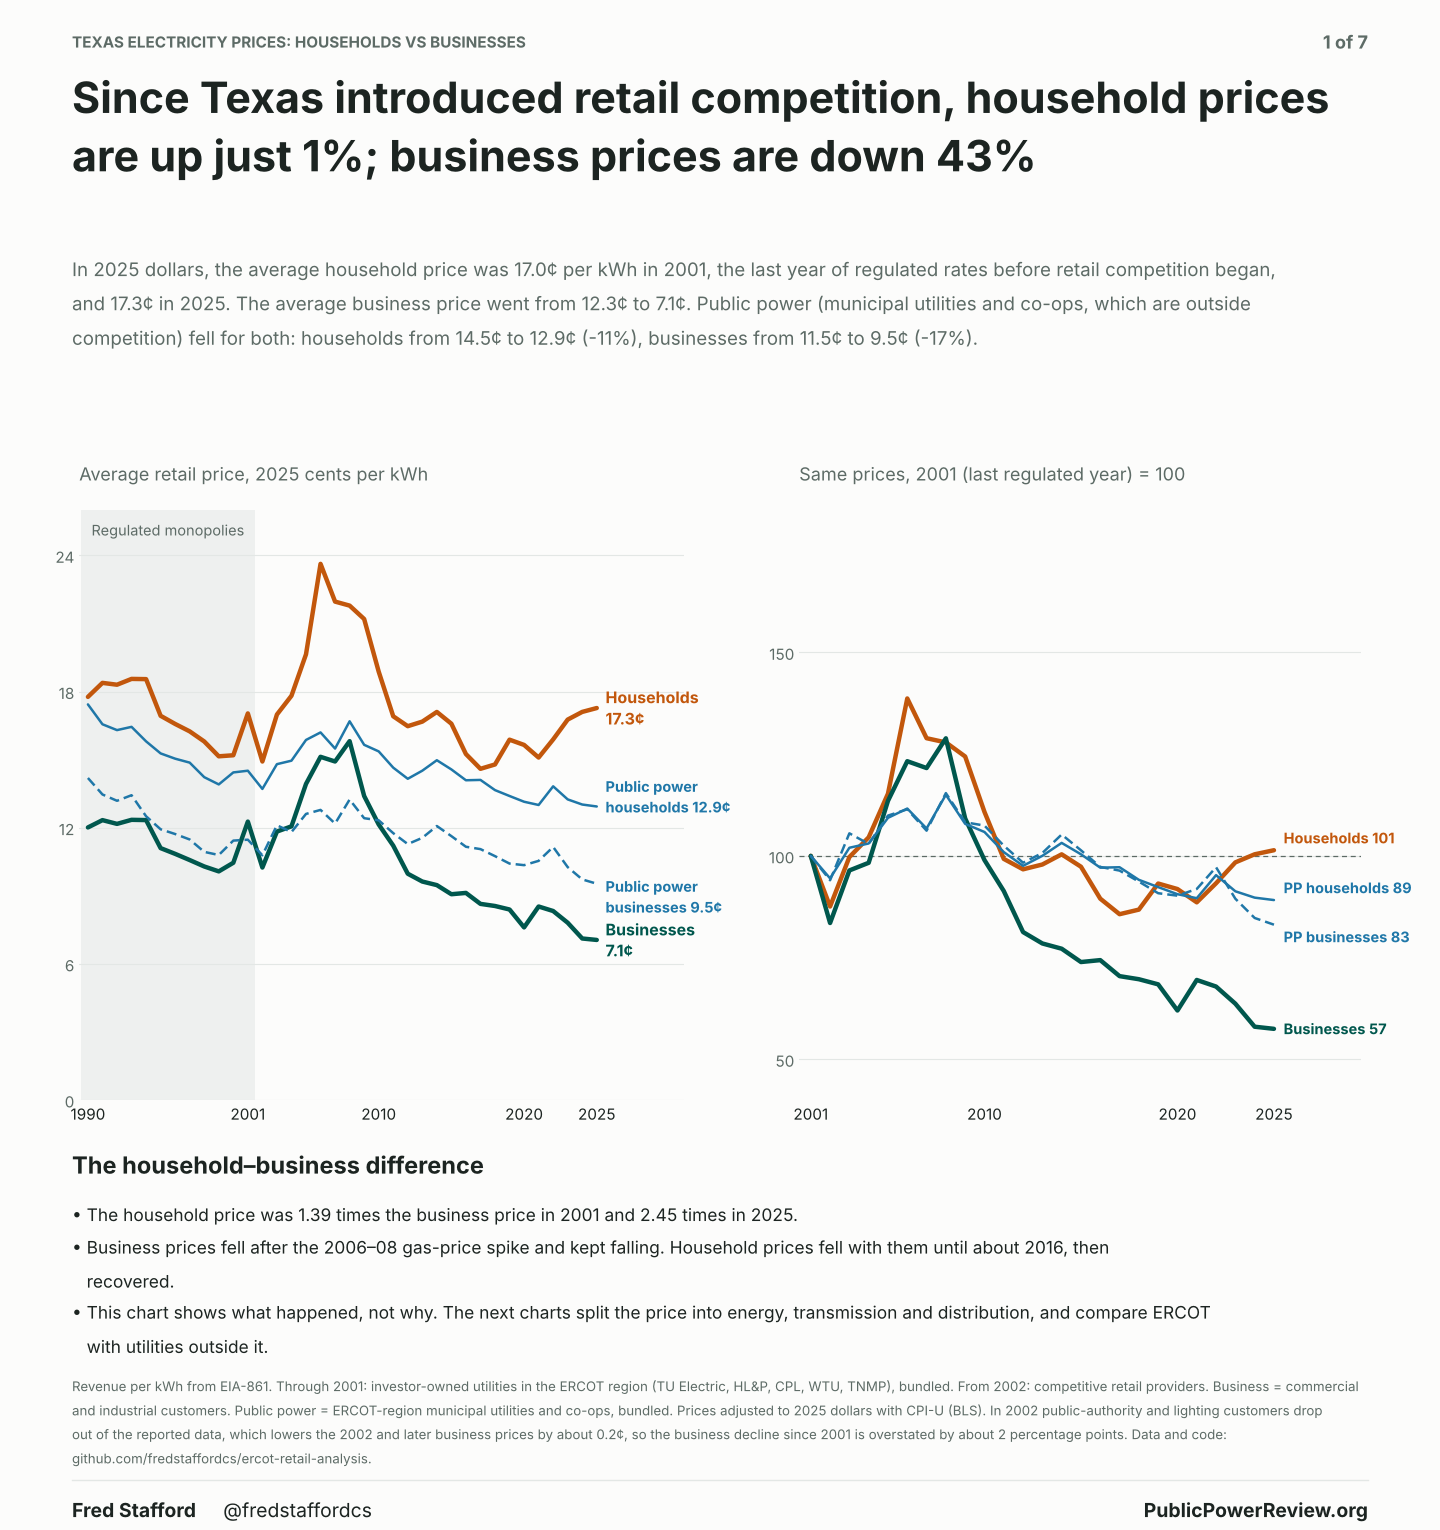 TEXAS ELECTRICITY PRICES: HOUSEHOLDS VS BUSINESSES
1 of 7
Since Texas introduced retail competition, household prices
are up just 1%; business prices are down 43%
In 2025 dollars, the average household price was 17.0¢ per kWh in 2001, the last year of regulated rates before retail competition began,
and 17.3¢ in 2025. The average business price went from 12.3¢ to 7.1¢. Public power (municipal utilities and co-ops, which are outside
competition) fell for both: households from 14.5¢ to 12.9¢ (-11%), businesses from 11.5¢ to 9.5¢ (-17%).
Average retail price, 2025 cents per kWh
Regulated monopolies
24
18
12
6
0
1990
2001
2010
2020
2025
Households
17.3¢
Public power
households 12.9¢
Public power
businesses 9.5¢
Businesses
7.1¢
Same prices, 2001 (last regulated year) = 100
150
100
50
2001
2010
2020
2025
Households 101
PP households 89
PP businesses 83
Businesses 57
The household–business difference
• The household price was 1.39 times the business price in 2001 and 2.45 times in 2025.
• Business prices fell after the 2006–08 gas-price spike and kept falling. Household prices fell with them until about 2016, then
recovered.
• This chart shows what happened, not why. The next charts split the price into energy, transmission and distribution, and compare ERCOT
with utilities outside it.
Revenue per kWh from EIA-861. Through 2001: investor-owned utilities in the ERCOT region (TU Electric, HL&P, CPL, WTU, TNMP), bundled. From 2002: competitive retail providers. Business = commercial
and industrial customers. Public power = ERCOT-region municipal utilities and co-ops, bundled. Prices adjusted to 2025 dollars with CPI-U (BLS). In 2002 public-authority and lighting customers drop
out of the reported data, which lowers the 2002 and later business prices by about 0.2¢, so the business decline since 2001 is overstated by about 2 percentage points. Data and code:
github.com/fredstaffordcs/ercot-retail-analysis.
Fred Stafford @fredstaffordcs
PublicPowerReview.org